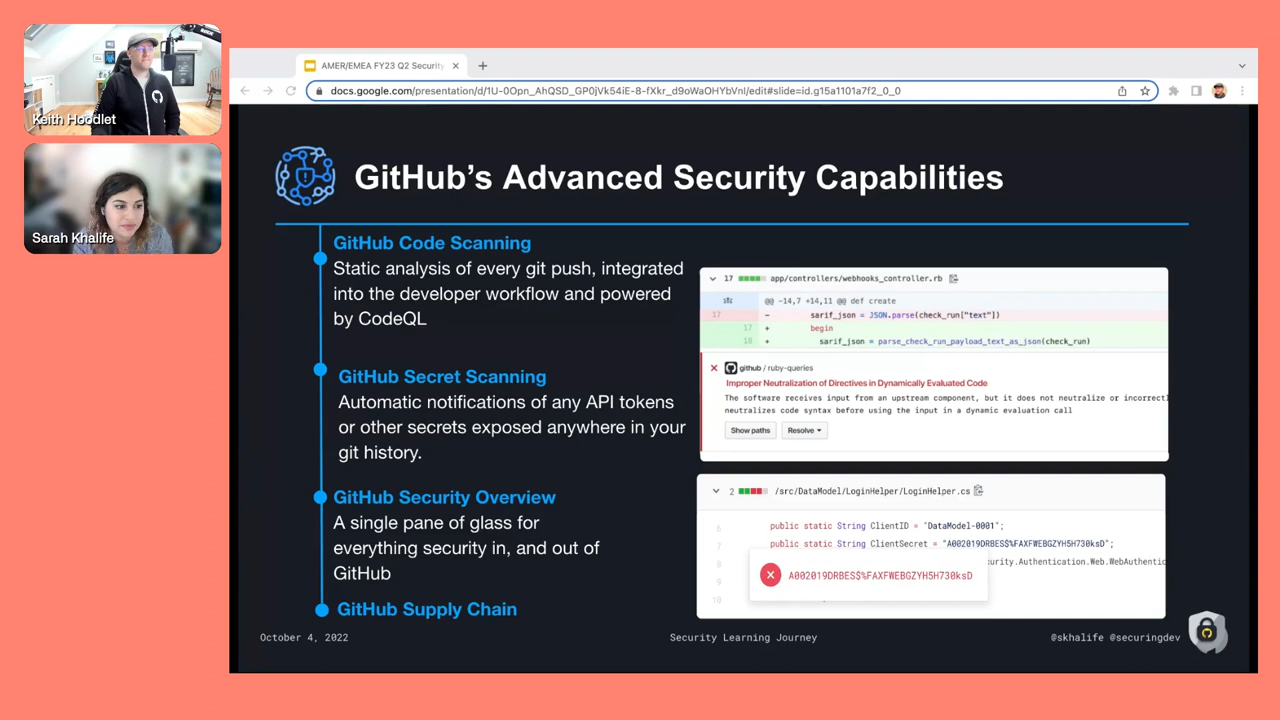 Keith Hoodlet
Sarah Khalife
AMER/EMEA FY23 Q2 Security
docs.google.com/presentation/d/1U-0Opn_AhQSD_GP0jVk54iE-8-fXkr_d9oWaOHYbVnI/edit#slide=id.g15a1101a7f2_0_0
GitHub's Advanced Security Capabilities
GitHub Code Scanning
Static analysis of every git push, integrated
into the developer workflow and powered
by CodeQL
GitHub Secret Scanning
Automatic notifications of any API tokens
or other secrets exposed anywhere in your
git history.
GitHub Security Overview
A single pane of glass for
everything security in, and out of
GitHub
GitHub Supply Chain
17 app/controllers/webhooks_controller.rb
@@ -14,7 +14,11 @@ def create
17 - sarif_json = JSON.parse(check_run["text"])
17 + begin
18 + sarif_json = parse_check_run_payload_text_as_json(check_run)
github / ruby-queries
Improper Neutralization of Directives in Dynamically Evaluated Code
The software receives input from an upstream component, but it does not neutralize or incorrectl
neutralizes code syntax before using the input in a dynamic evaluation call
Show paths Resolve
2 /src/DataModel/LoginHelper/LoginHelper.cs
6 public static String ClientID = "DataModel-0001";
7 public static String ClientSecret = "A002019DRBES$%FAXFWEBGZYH5H730ksD";
8 curity.Authentication.Web.WebAuthentic
9 A002019DRBES$%FAXFWEBGZYH5H730ksD
10
October 4, 2022
Security Learning Journey
@skhalife @securingdev